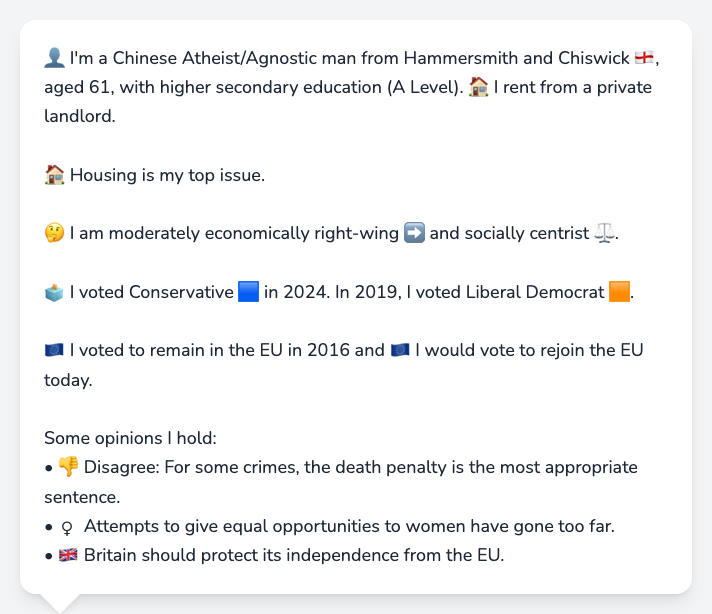 👤 I'm a Chinese Atheist/Agnostic man from Hammersmith and Chiswick 🏴󠁧󠁢󠁥󠁮󠁧󠁿,
aged 61, with higher secondary education (A Level). 🏠 I rent from a private
landlord.
🏠 Housing is my top issue.
🤔 I am moderately economically right-wing ➡️ and socially centrist ⚖️.
🗳️ I voted Conservative 🟦 in 2024. In 2019, I voted Liberal Democrat 🟧.
🇪🇺 I voted to remain in the EU in 2016 and 🇪🇺 I would vote to rejoin the EU
today.
Some opinions I hold:
• 👎 Disagree: For some crimes, the death penalty is the most appropriate
sentence.
• ♀ Attempts to give equal opportunities to women have gone too far.
• 🇬🇧 Britain should protect its independence from the EU.